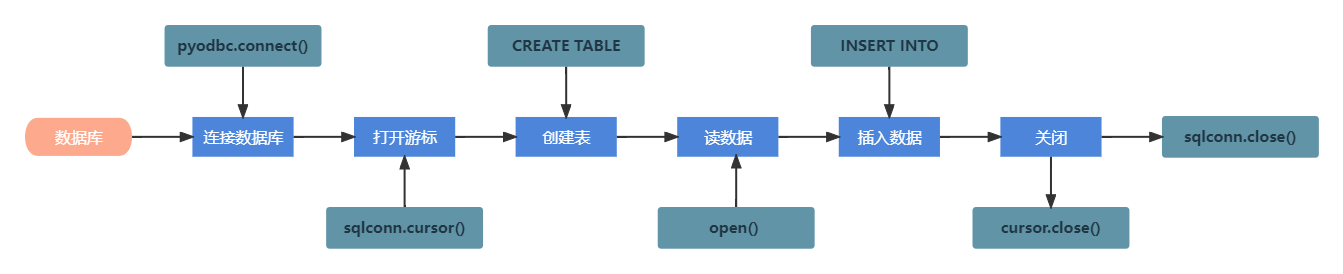 pyodbc.connect()
CREATE TABLE
INSERT INTO
数据库
连接数据库
打开游标
创建表
读数据
插入数据
关闭
sqlconn.close()
sqlconn.cursor()
open()
cursor.close()